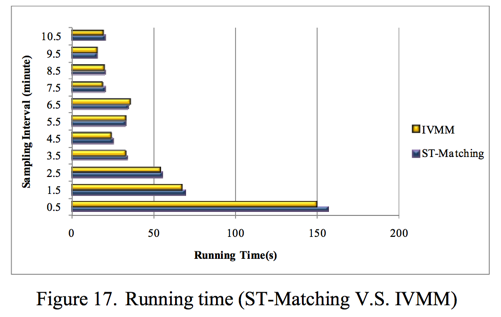 Sampling Interval (minute)
10.5
9.5
8.5
7.5
6.5
5.5
4.5
3.5
2.5
1.5
0.5
0 50 100 150 200
Running Time(s)
IVMM
ST-Matching
Figure 17. Running time (ST-Matching V.S. IVMM)